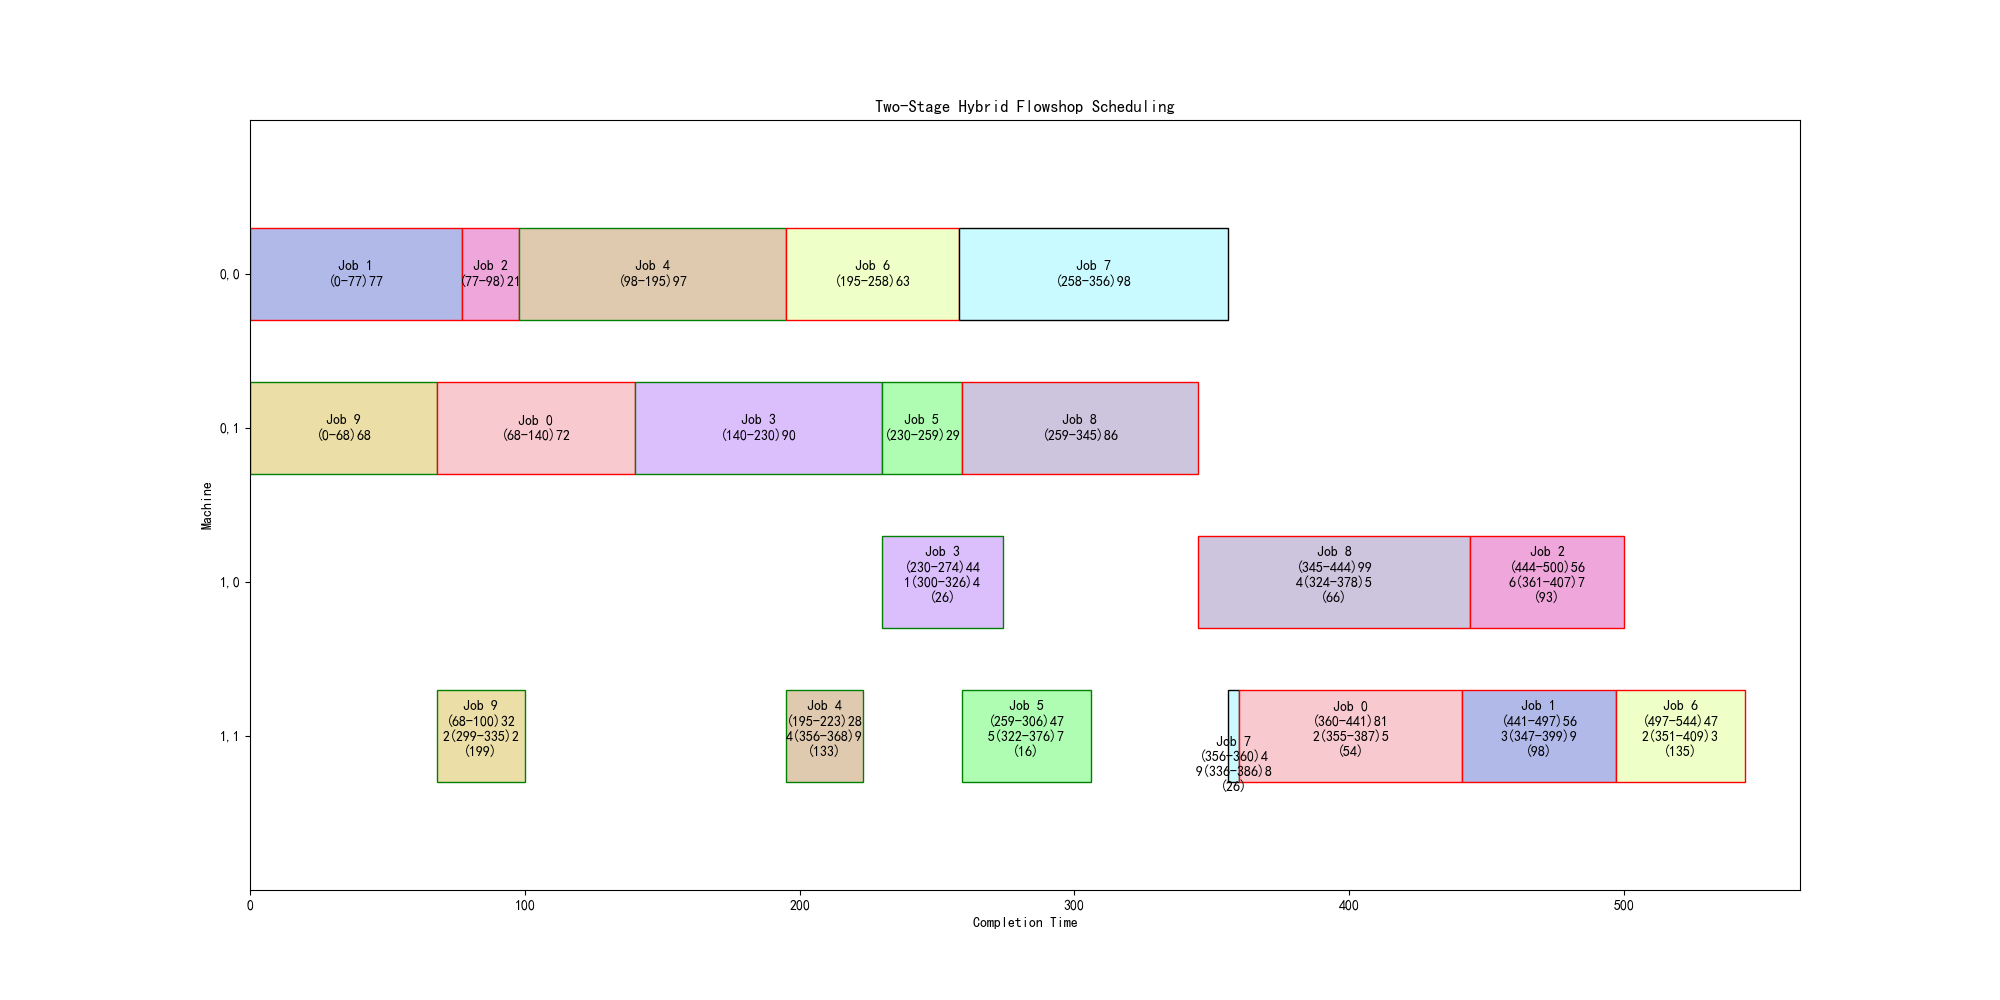 Two-Stage Hybrid Flowshop Scheduling
Machine
0,0
Job 1
(0-77)77
Job 2
(77-98)21
Job 4
(98-195)97
Job 6
(195-258)63
Job 7
(258-356)98
0,1
Job 9
(0-68)68
Job 0
(68-140)72
Job 3
(140-230)90
Job 5
(230-259)29
Job 8
(259-345)86
1,0
Job 3
(230-274)44
1(300-326)4
(26)
Job 8
(345-444)99
4(324-378)5
(66)
Job 2
(444-500)56
6(361-407)7
(93)
1,1
Job 9
(68-100)32
2(299-335)2
(199)
Job 4
(195-223)28
4(356-368)9
(133)
Job 5
(259-306)47
5(322-376)7
(16)
Job 7
(356-360)4
9(336-386)8
(26)
Job 0
(360-441)81
2(355-387)5
(54)
Job 1
(441-497)56
3(347-399)9
(98)
Job 6
(497-544)47
2(351-409)3
(135)
0
100
200
300
400
500
Completion Time